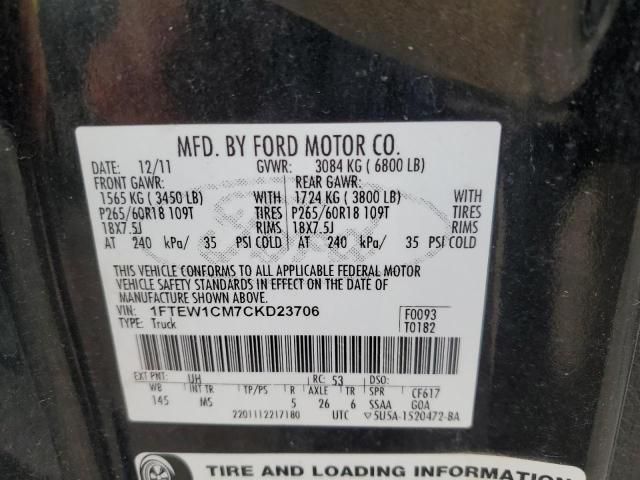 MFD. BY FORD MOTOR CO.
DATE: 12/11 GVWR: 3084 KG ( 6800 LB)
FRONT GAWR: REAR GAWR:
1565 KG ( 3450 LB) WITH 1724 KG ( 3800 LB) WITH
P265/60R18 109T TIRES P265/60R18 109T TIRES
18X7.5J RIMS 18X7.5J RIMS
AT 240 kPa/ 35 PSI COLD AT 240 kPa/ 35 PSI COLD
THIS VEHICLE CONFORMS TO ALL APPLICABLE FEDERAL MOTOR
VEHICLE SAFETY STANDARDS IN EFFECT ON THE DATE OF
MANUFACTURE SHOWN ABOVE.
VIN: 1FTEW1CM7CKD23706 F0093
TYPE: Truck T0182
EXT PNT: UH RC: 53 DSO:
WB INT TR TP/PS R AXLE TR SPR CF617
145 MS 5 26 6 SSAA GOA
2201112217180 UTC ▽5U5A-1520472-BA
TIRE AND LOADING INFORMATION